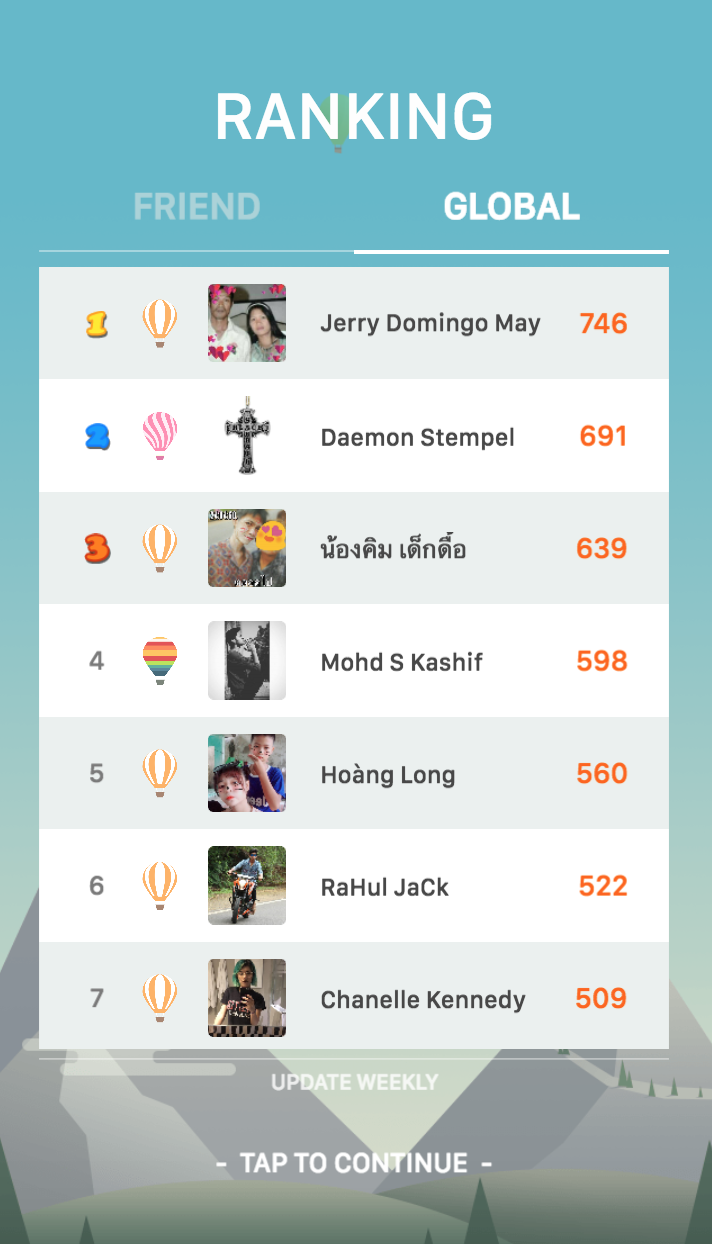 RANKING
FRIEND GLOBAL
1 Jerry Domingo May 746
2 Daemon Stempel 691
3 น้องคิม เด็กดื้อ 639
4 Mohd S Kashif 598
5 Hoàng Long 560
6 RaHul JaCk 522
7 Chanelle Kennedy 509
UPDATE WEEKLY
- TAP TO CONTINUE -